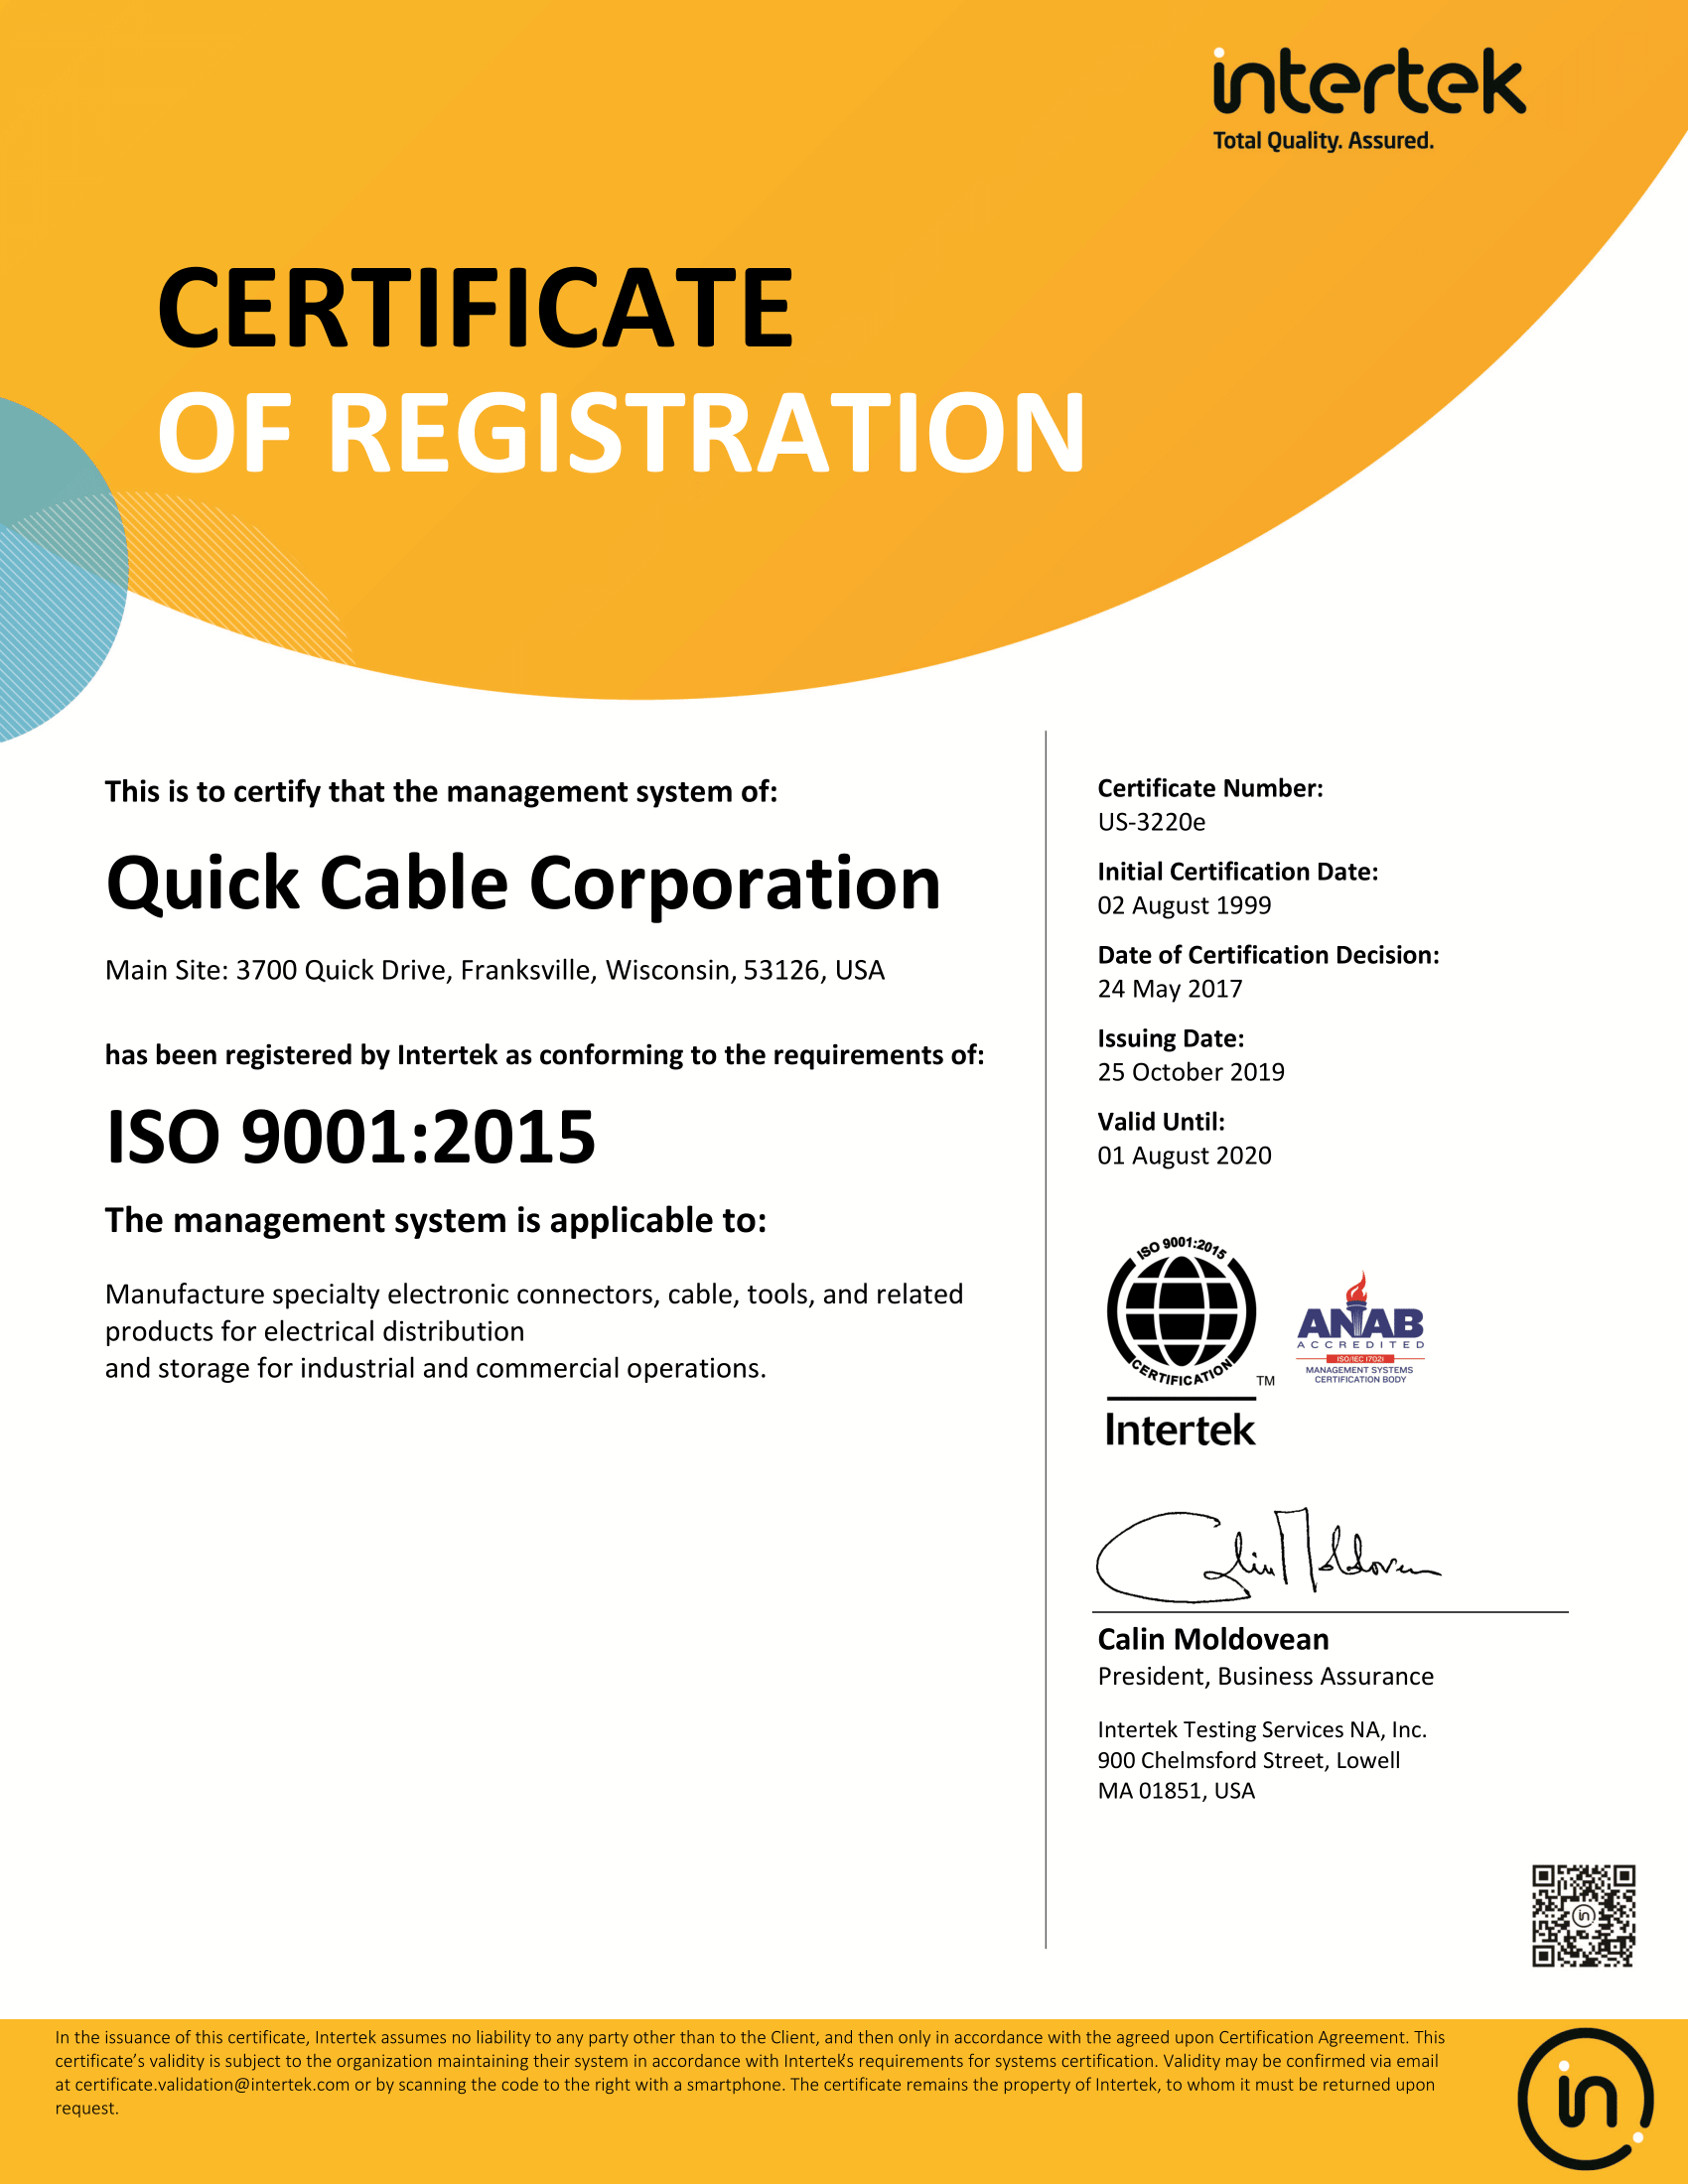 intertek
Total Quality. Assured.
CERTIFICATE
OF REGISTRATION
This is to certify that the management system of:
Quick Cable Corporation
Main Site: 3700 Quick Drive, Franksville, Wisconsin, 53126, USA
has been registered by Intertek as conforming to the requirements of:
ISO 9001:2015
The management system is applicable to:
Manufacture specialty electronic connectors, cable, tools, and related
products for electrical distribution
and storage for industrial and commercial operations.
Certificate Number:
US-3220e
Initial Certification Date:
02 August 1999
Date of Certification Decision:
24 May 2017
Issuing Date:
25 October 2019
Valid Until:
01 August 2020
ISO 9001:2015
CERTIFICATION
TM
Intertek
ANAB
ACCREDITED
ISO/IEC 17021
MANAGEMENT SYSTEMS
CERTIFICATION BODY
Calin Moldovean
Calin Moldovean
President, Business Assurance
Intertek Testing Services NA, Inc.
900 Chelmsford Street, Lowell
MA 01851, USA
in
In the issuance of this certificate, Intertek assumes no liability to any party other than to the Client, and then only in accordance with the agreed upon Certification Agreement. This
certificate’s validity is subject to the organization maintaining their system in accordance with Intertek’s requirements for systems certification. Validity may be confirmed via email
at certificate.validation@intertek.com or by scanning the code to the right with a smartphone. The certificate remains the property of Intertek, to whom it must be returned upon
request.
in